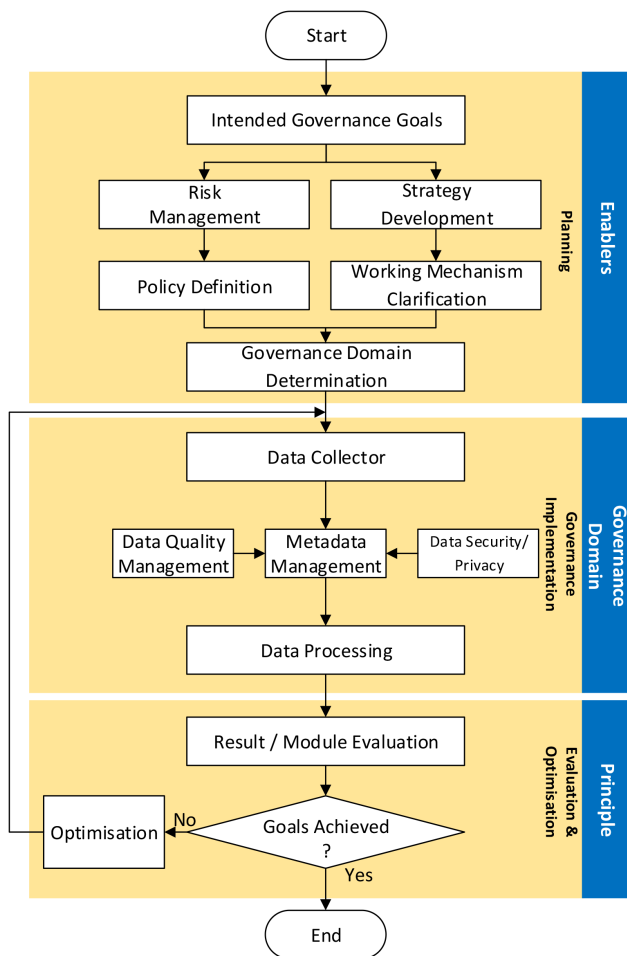 Start
Intended Governance Goals
Risk
Management
Strategy
Development
Policy Definition
Working Mechanism
Clarification
Governance Domain
Determination
Planning
Enablers
Data Collector
Data Quality
Management
Metadata
Management
Data Security/
Privacy
Data Processing
Governance
Implementation
Governance
Domain
Result / Module Evaluation
Goals Achieved
?
No
Optimisation
Yes
Evaluation &
Optimisation
Principle
End